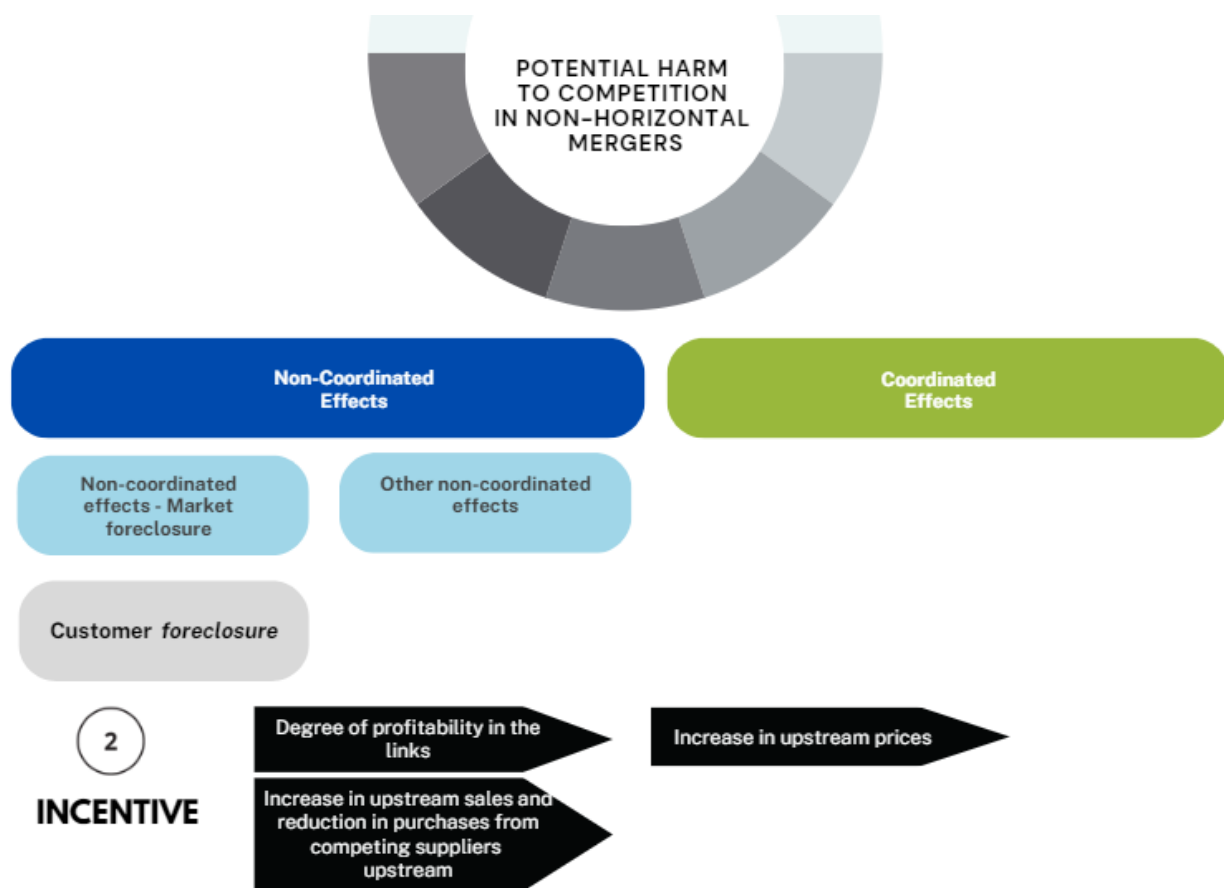 POTENTIAL HARM
TO COMPETITION
IN NON-HORIZONTAL
MERGERS
Non-Coordinated
Effects
Coordinated
Effects
Non-coordinated
effects - Market
foreclosure
Other non-coordinated
effects
Customer foreclosure
2
INCENTIVE
Degree of profitability in the
links
Increase in upstream prices
Increase in upstream sales and
reduction in purchases from
competing suppliers
upstream